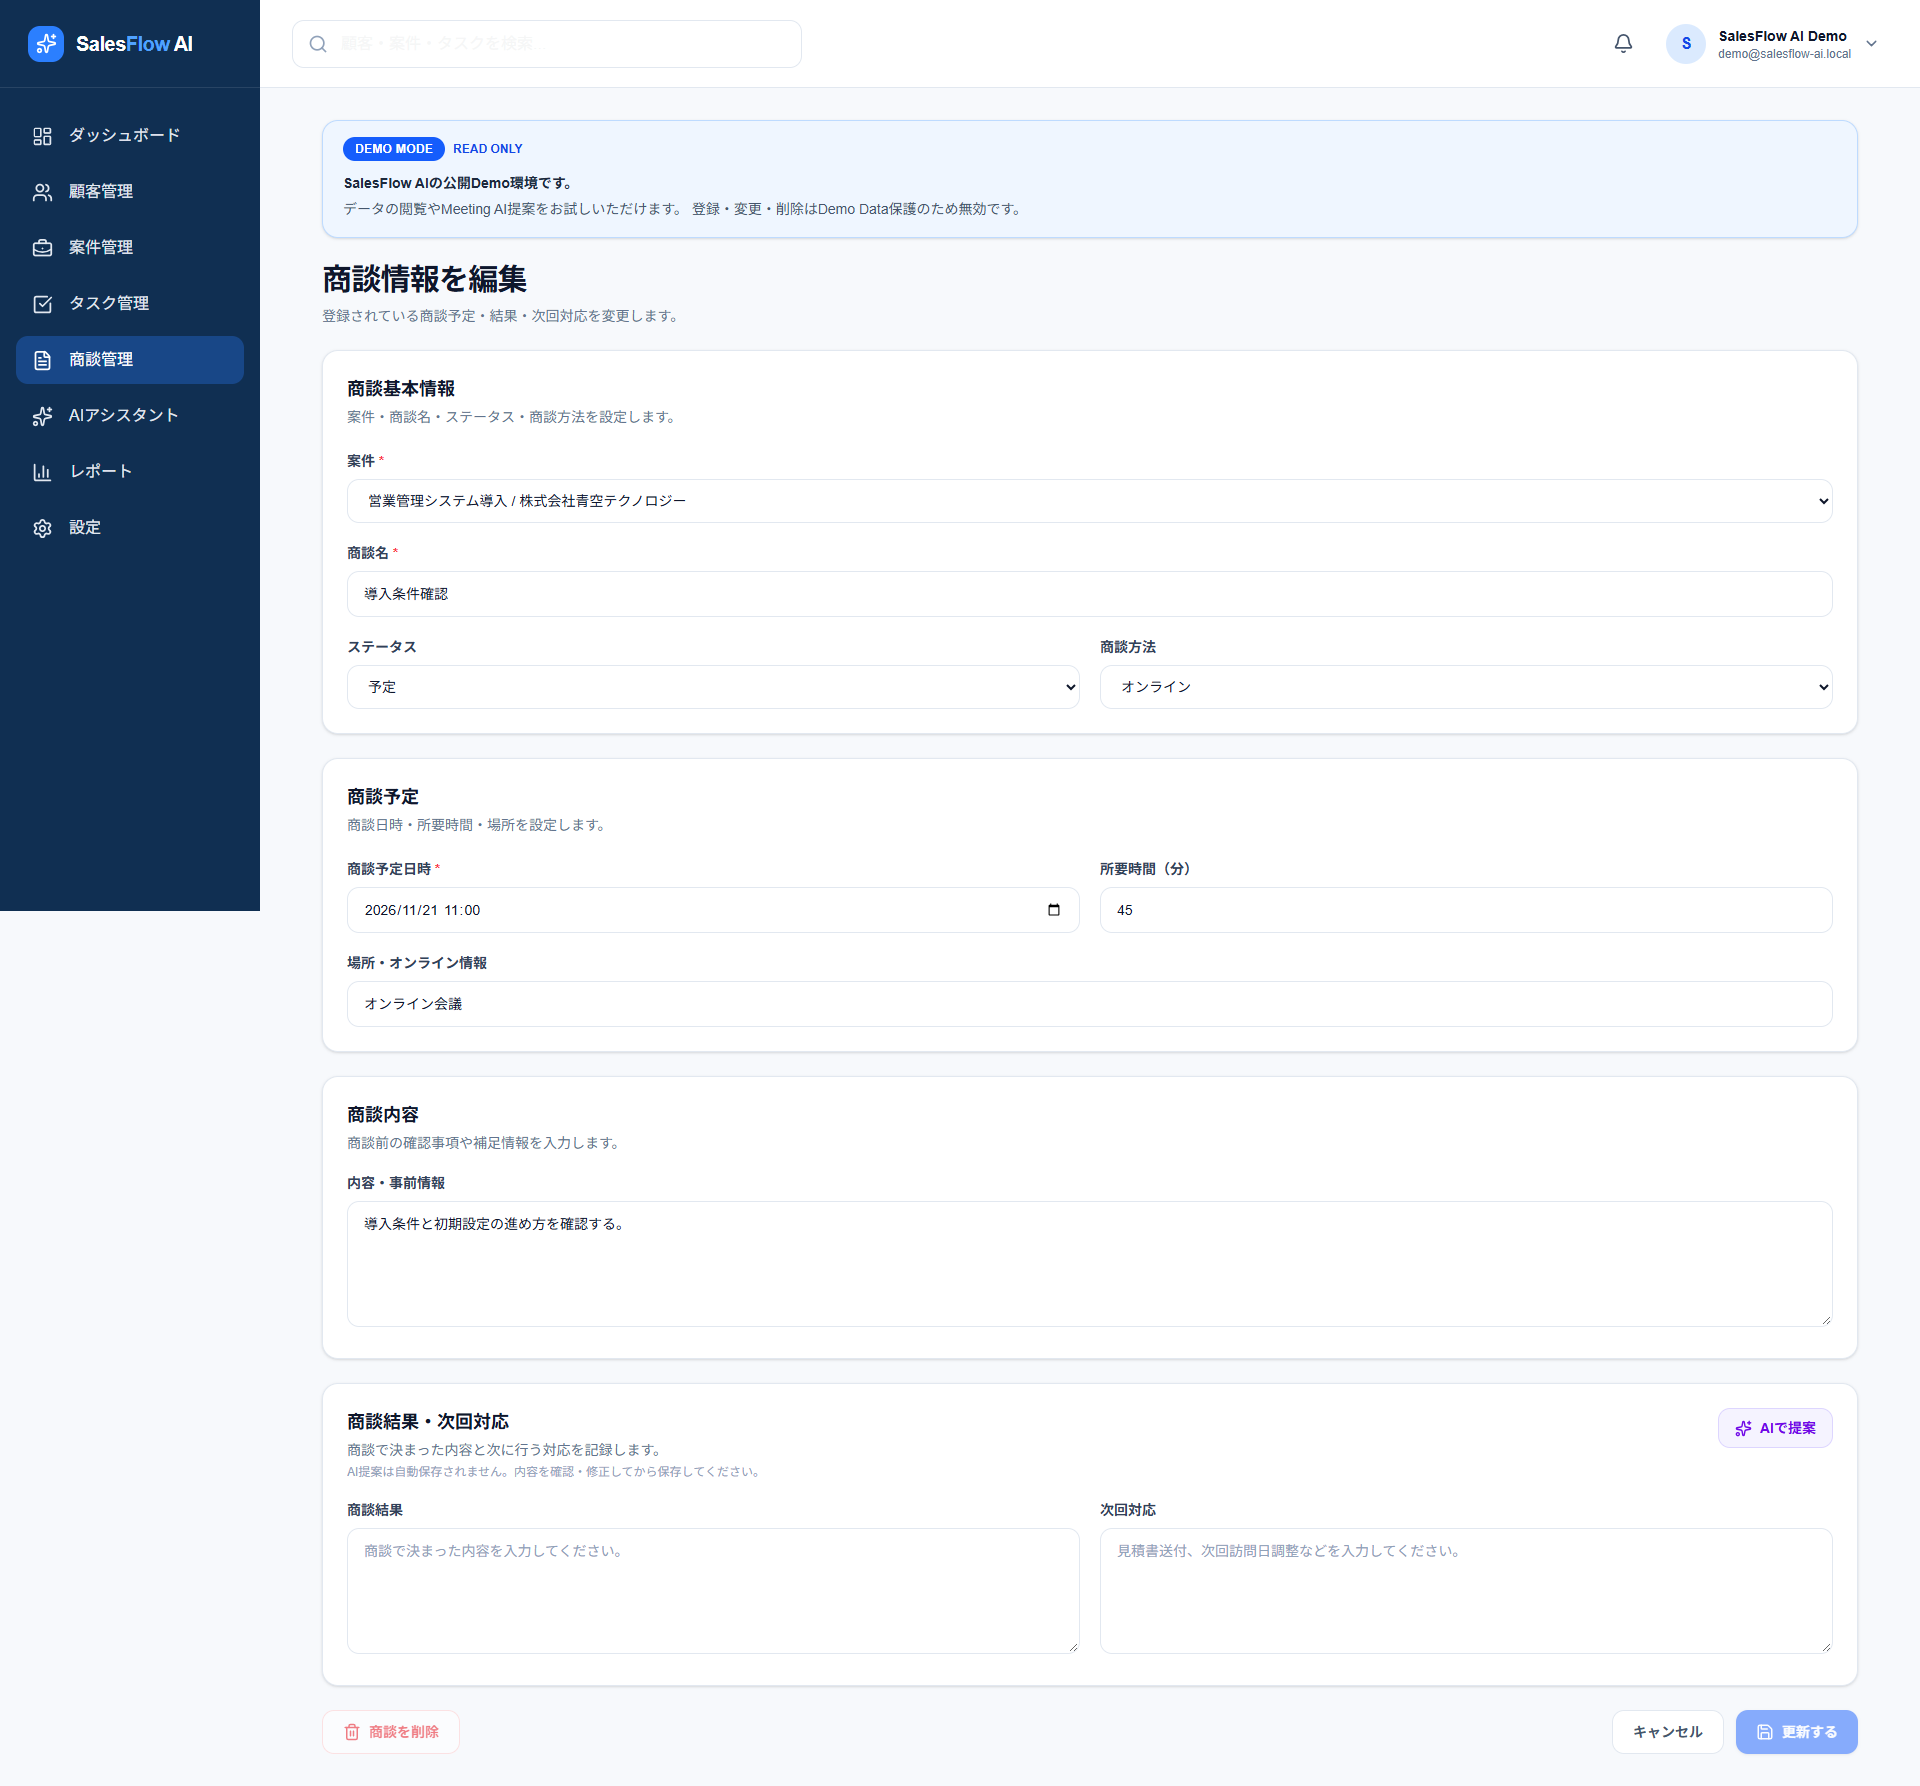 SalesFlow AI
顧客・案件・タスクを検索...
S
SalesFlow AI Demo
demo@salesflow-ai.local
ダッシュボード
顧客管理
案件管理
タスク管理
商談管理
AIアシスタント
レポート
設定
DEMO MODE READ ONLY
SalesFlow AIの公開Demo環境です。
データの閲覧やMeeting AI提案をお試しいただけます。 登録・変更・削除はDemo Data保護のため無効です。
商談情報を編集
登録されている商談予定・結果・次回対応を変更します。
商談基本情報
案件・商談名・ステータス・商談方法を設定します。
案件 *
営業管理システム導入 / 株式会社青空テクノロジー
商談名 *
導入条件確認
ステータス
予定
商談方法
オンライン
商談予定
商談日時・所要時間・場所を設定します。
商談予定日時 *
2026/11/21 11:00
所要時間（分）
45
場所・オンライン情報
オンライン会議
商談内容
商談前の確認事項や補足情報を入力します。
内容・事前情報
導入条件と初期設定の進め方を確認する。
商談結果・次回対応
商談で決まった内容と次に行う対応を記録します。
AI提案は自動保存されません。内容を確認・修正してから保存してください。
AIで提案
商談結果
商談で決まった内容を入力してください。
次回対応
見積書送付、次回訪問日調整などを入力してください。
商談を削除
キャンセル
更新する